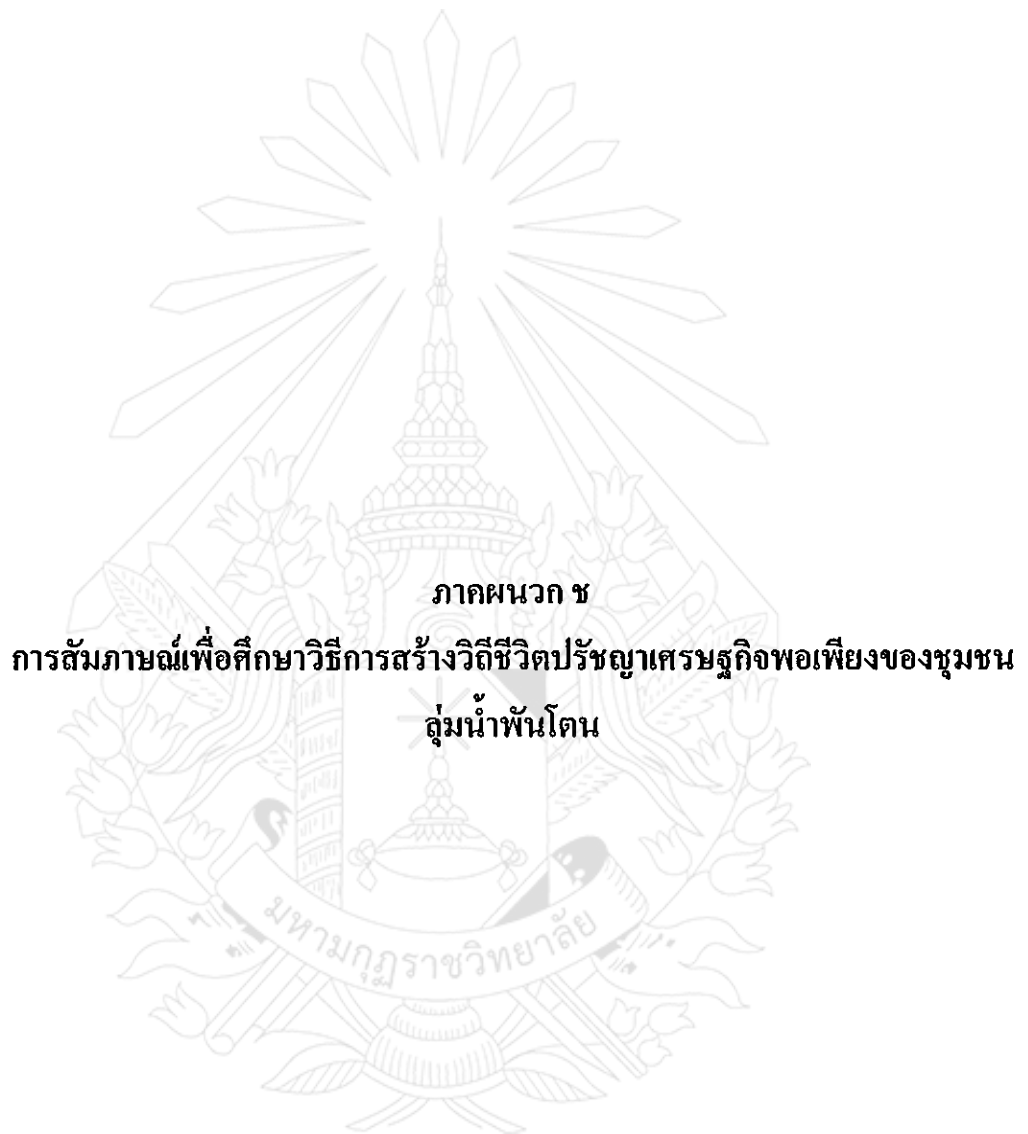 ภาคผนวก ช
การสัมภาษณ์เพื่อศึกษาวิธีการสร้างวิถีชีวิตปรัชญาเศรษฐกิจพอเพียงของชุมชน
ลุ่มน้ำพันโตน
มหามกุฏราชวิทยาลัย